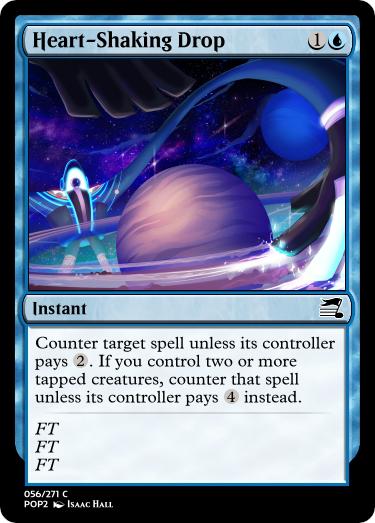 Heart-Shaking Drop 1
Instant
Counter target spell unless its controller
pays 2. If you control two or more
tapped creatures, counter that spell
unless its controller pays 4 instead.
FT
FT
FT
056/271 C
POP2 Isaac Hall